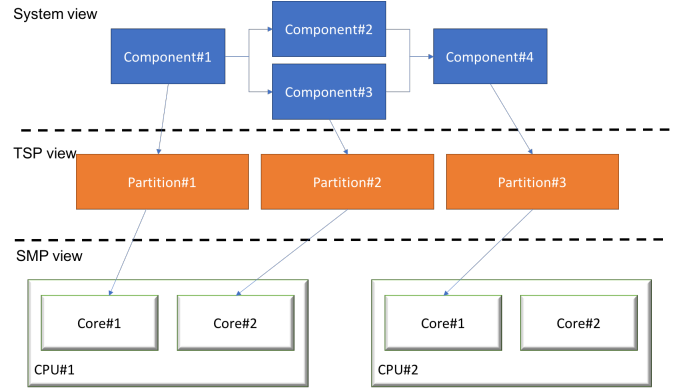 System view
Component#1
Component#2
Component#3
Component#4
TSP view
Partition#1
Partition#2
Partition#3
SMP view
Core#1
Core#2
CPU#1
Core#1
Core#2
CPU#2